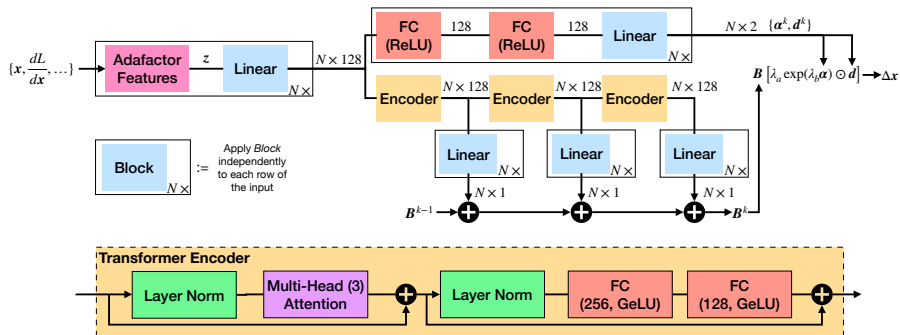 {x, dL/dx, …}
Adafactor
Features
z
Linear
N ×
N × 128
FC
(ReLU)
128
FC
(ReLU)
128
Linear
N ×
N × 2
{α^k, d^k}
B [λ_a exp(λ_b α) ⊙ d]
Δx
Encoder
N × 128
Encoder
N × 128
Encoder
N × 128
Linear
N ×
Linear
N ×
Linear
N ×
N × 1
N × 1
N × 1
B^{k−1}
B^k
Block
N ×
:=
Apply Block
independently
to each row of
the input
Transformer Encoder
Layer Norm
Multi-Head (3)
Attention
Layer Norm
FC
(256, GeLU)
FC
(128, GeLU)